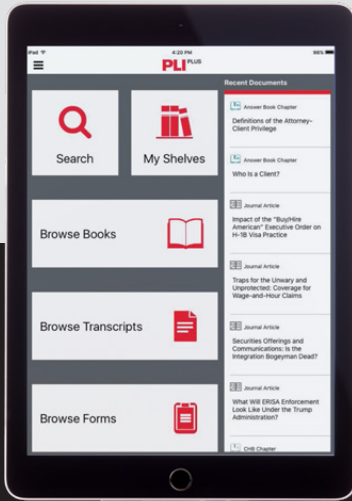 iPad
4:20 PM
86%
PLI PLUS
Search
My Shelves
Browse Books
Browse Transcripts
Browse Forms
Recent Documents
Answer Book Chapter
Definitions of the Attorney-
Client Privilege
Answer Book Chapter
Who Is a Client?
Journal Article
Impact of the "Buy/Hire
American" Executive Order on
H-1B Visa Practice
Journal Article
Traps for the Unwary and
Unprotected: Coverage for
Wage-and-Hour Claims
Journal Article
Securities Offerings and
Communications: Is the
Integration Bogeyman Dead?
Journal Article
What Will ERISA Enforcement
Look Like Under the Trump
Administration?
CHB Chapter